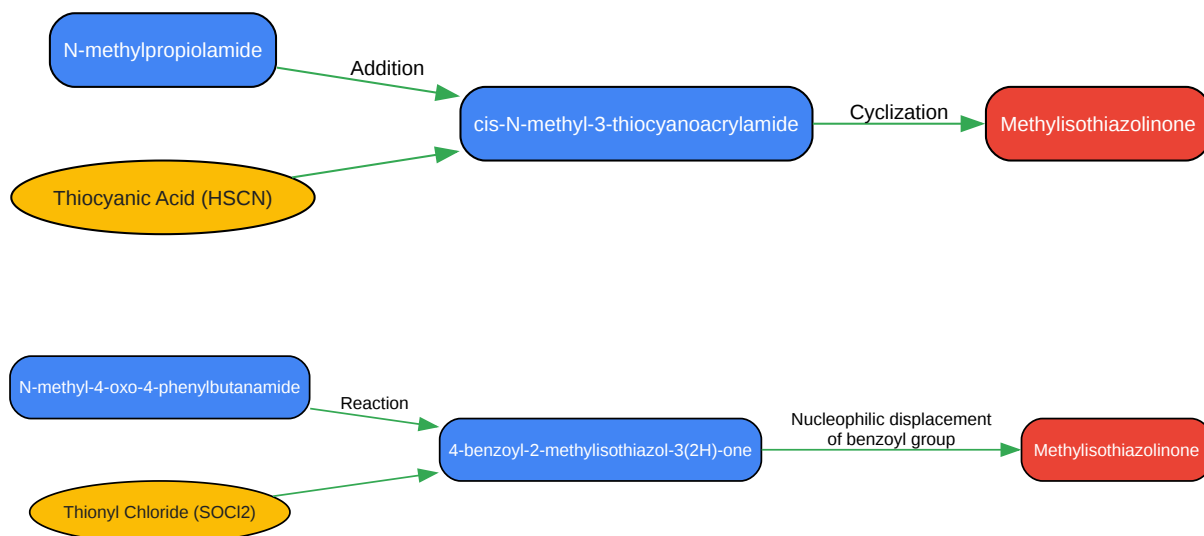 N-methylpropiolamide
Addition
Thiocyanic Acid (HSCN)
cis-N-methyl-3-thiocyanoacrylamide
Cyclization
Methylisothiazolinone
N-methyl-4-oxo-4-phenylbutanamide
Reaction
Thionyl Chloride (SOCl2)
4-benzoyl-2-methylisothiazol-3(2H)-one
Nucleophilic displacement
of benzoyl group
Methylisothiazolinone